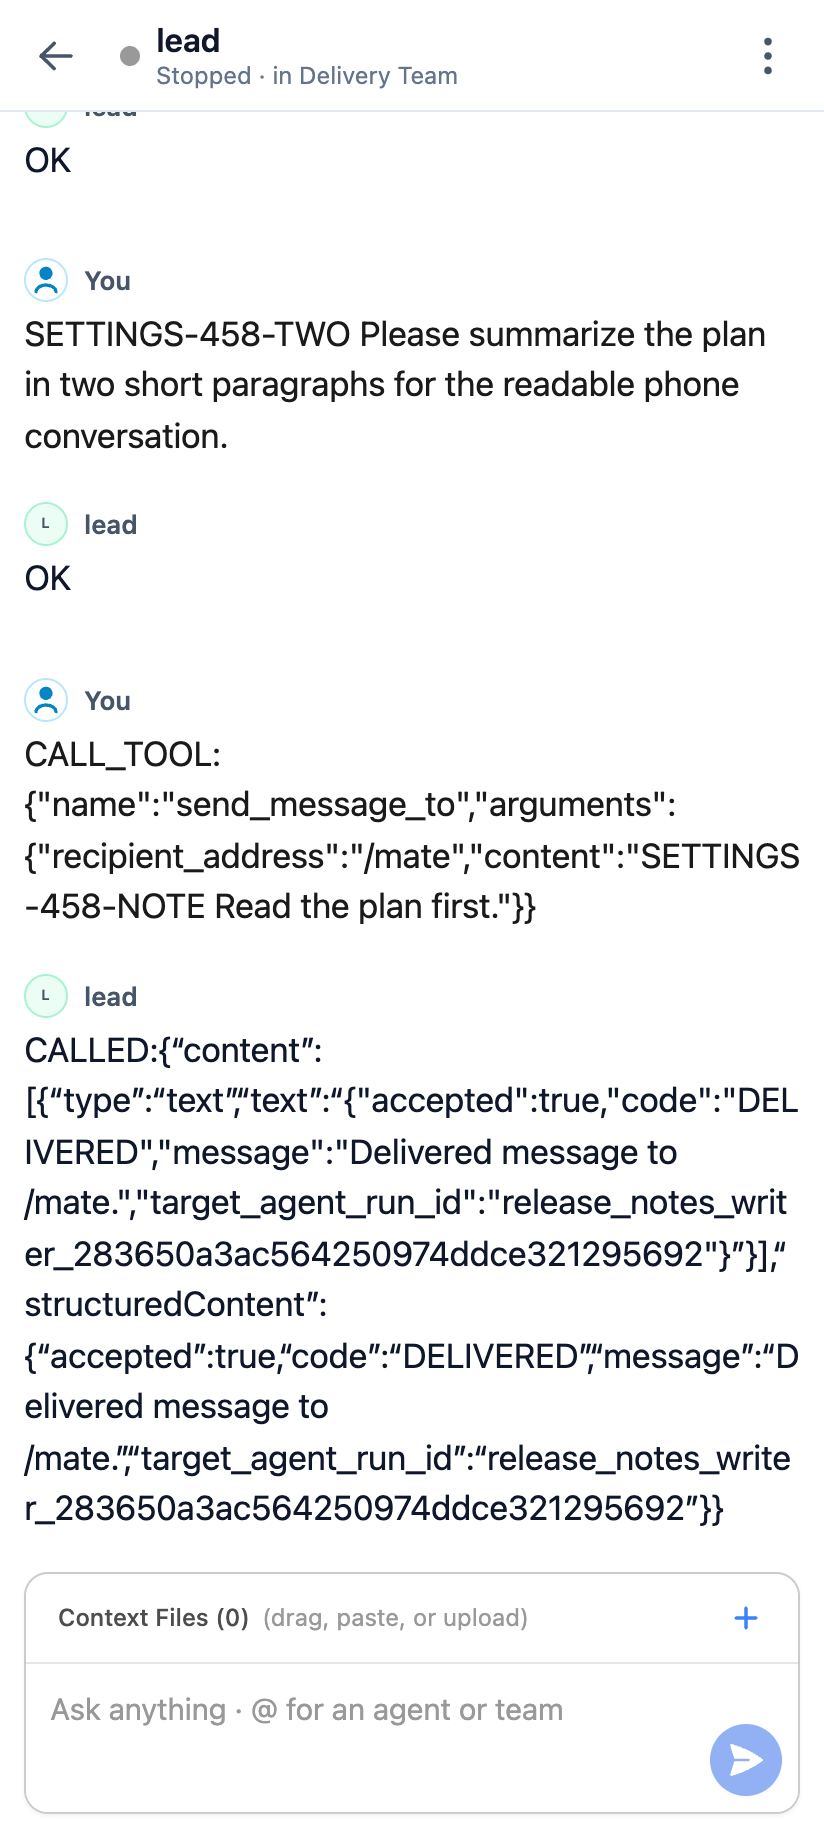 lead
Stopped · in Delivery Team
lead
OK
You
SETTINGS-458-TWO Please summarize the plan
in two short paragraphs for the readable phone
conversation.
L
lead
OK
You
CALL_TOOL:
{"name":"send_message_to","arguments":
{"recipient_address":"/mate","content":"SETTINGS
-458-NOTE Read the plan first."}}
L
lead
CALLED:{“content”:
[{“type”:“text”,“text”:“{"accepted":true,"code":"DEL
IVERED","message":"Delivered message to
/mate.","target_agent_run_id":"release_notes_writ
er_283650a3ac564250974ddce321295692"}”}],“
structuredContent”:
{“accepted”:true,“code”:“DELIVERED”,“message”:“D
elivered message to
/mate.”,“target_agent_run_id”:“release_notes_write
r_283650a3ac564250974ddce321295692”}}
Context Files (0) (drag, paste, or upload)
Ask anything · @ for an agent or team